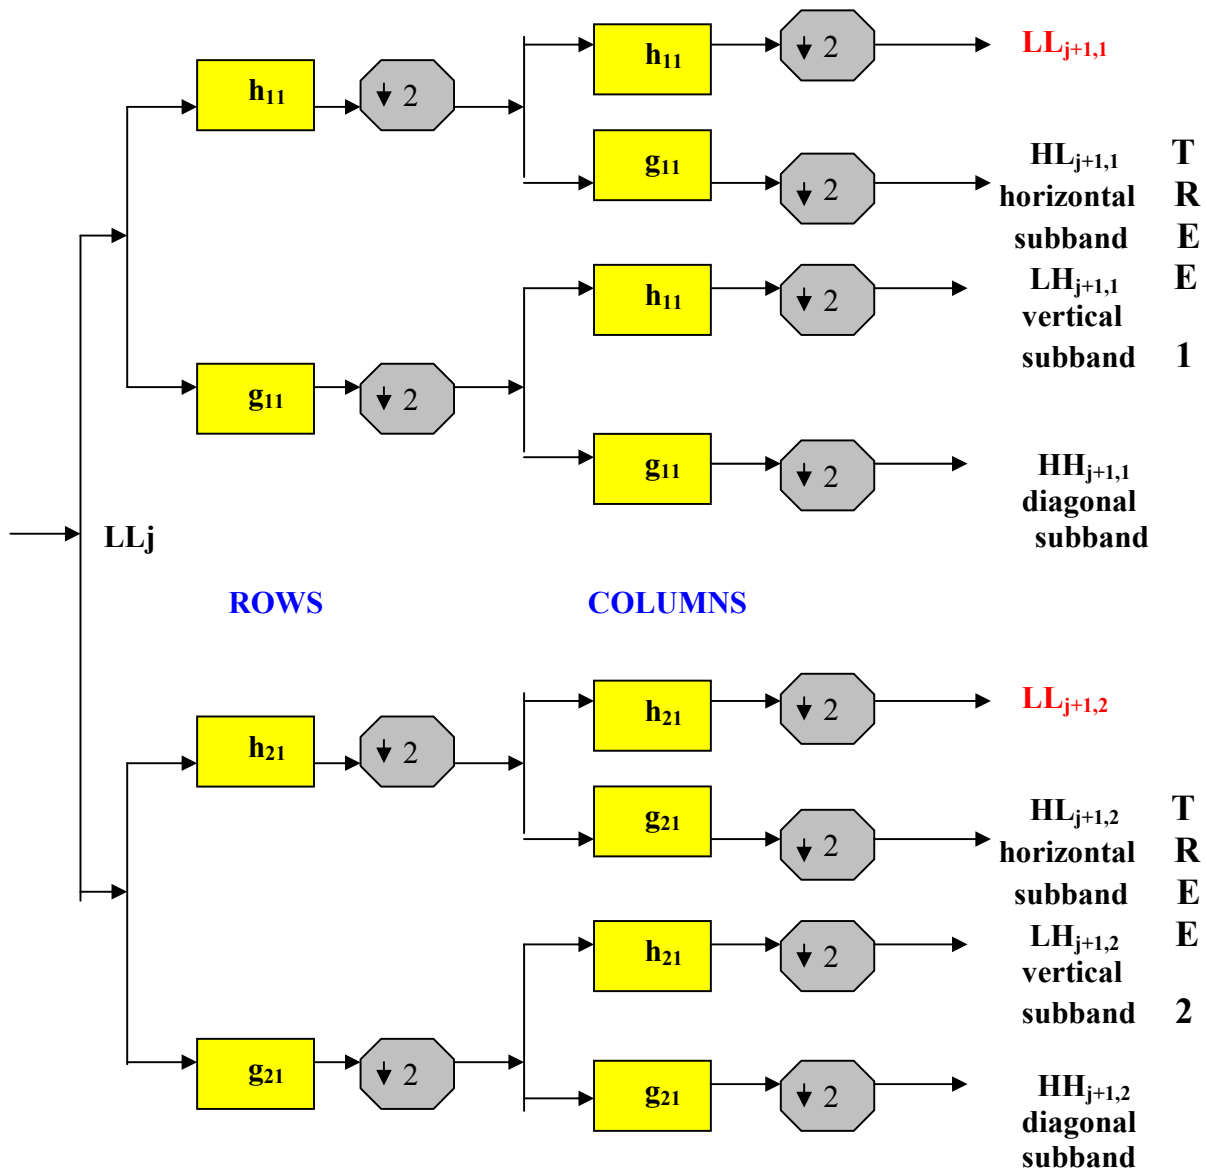 h11
↓ 2
h11
↓ 2
LLj+1,1
g11
↓ 2
HLj+1,1
horizontal
subband
T
R
E
E
1
g11
↓ 2
h11
↓ 2
LHj+1,1
vertical
subband
g11
↓ 2
HHj+1,1
diagonal
subband
LLj
ROWS
COLUMNS
h21
↓ 2
h21
↓ 2
LLj+1,2
g21
↓ 2
HLj+1,2
horizontal
subband
T
R
E
E
2
g21
↓ 2
h21
↓ 2
LHj+1,2
vertical
subband
g21
↓ 2
HHj+1,2
diagonal
subband